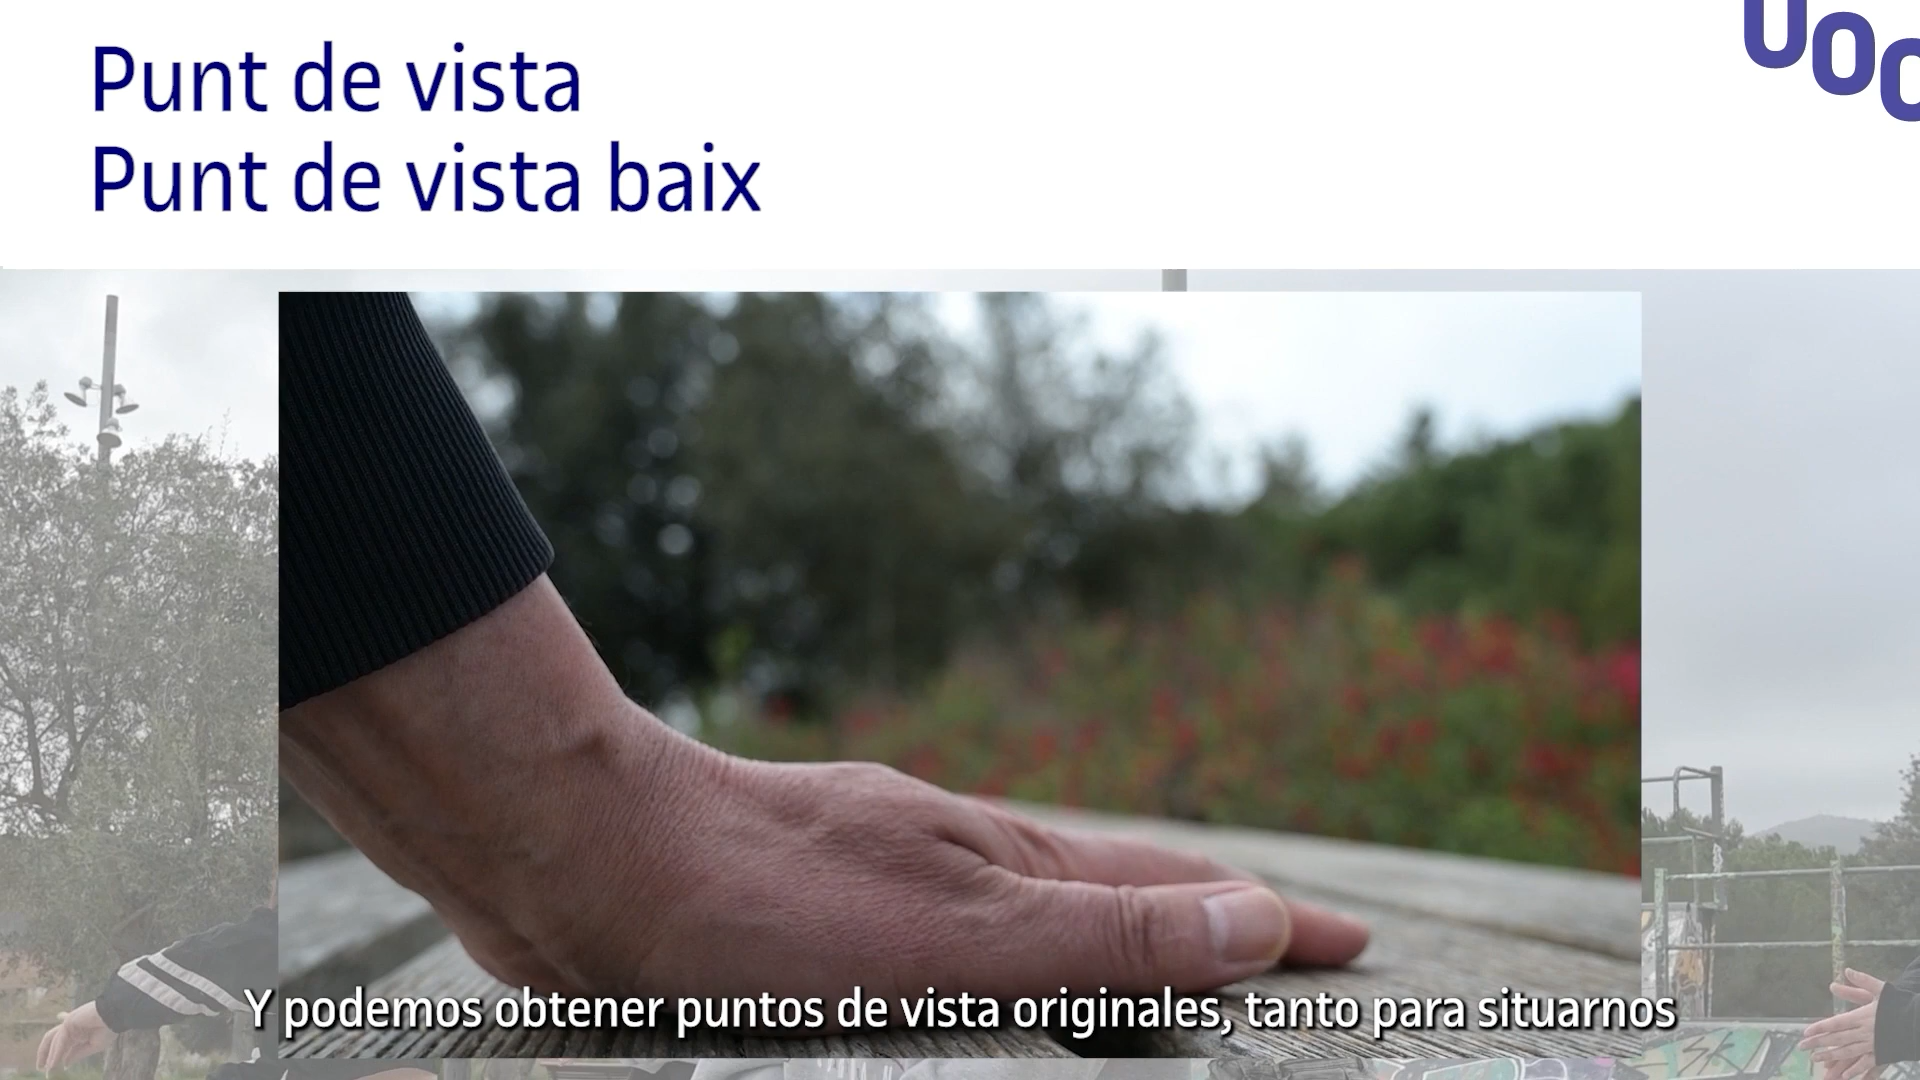 Punt de vista
Punt de vista baix
UOC
Y podemos obtener puntos de vista originales, tanto para situarnos